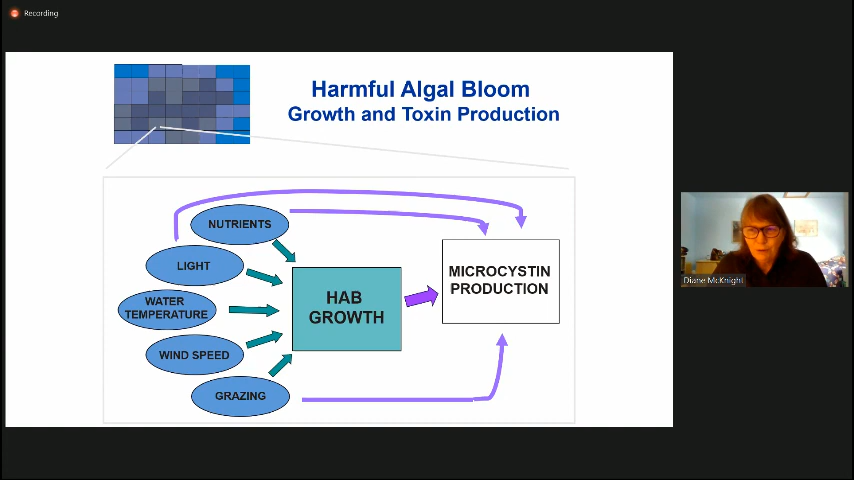 Recording
Harmful Algal Bloom
Growth and Toxin Production
NUTRIENTS
LIGHT
WATER
TEMPERATURE
WIND SPEED
GRAZING
HAB
GROWTH
MICROCYSTIN
PRODUCTION
Diane McKnight